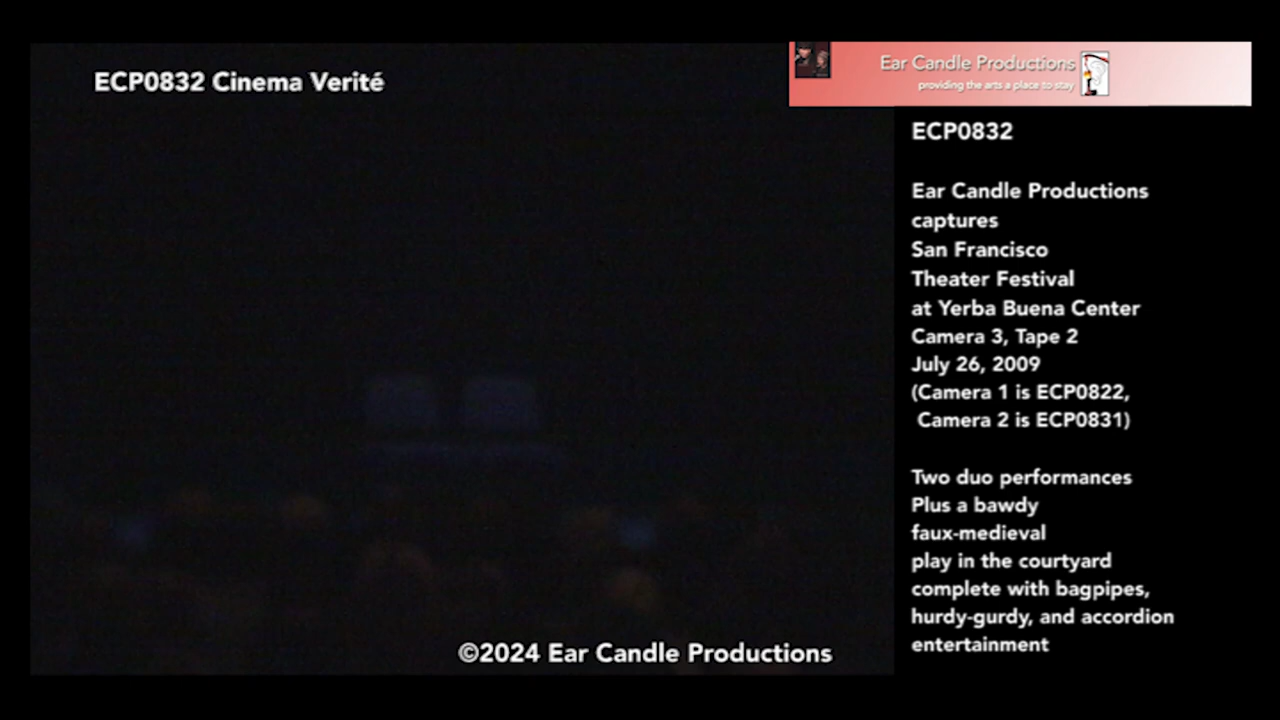 ECP0832 Cinema Verité
Ear Candle Productions
providing the arts a place to stay
ECP0832
Ear Candle Productions
captures
San Francisco
Theater Festival
at Yerba Buena Center
Camera 3, Tape 2
July 26, 2009
(Camera 1 is ECP0822,
Camera 2 is ECP0831)
Two duo performances
Plus a bawdy
faux-medieval
play in the courtyard
complete with bagpipes,
hurdy-gurdy, and accordion
entertainment
©2024 Ear Candle Productions